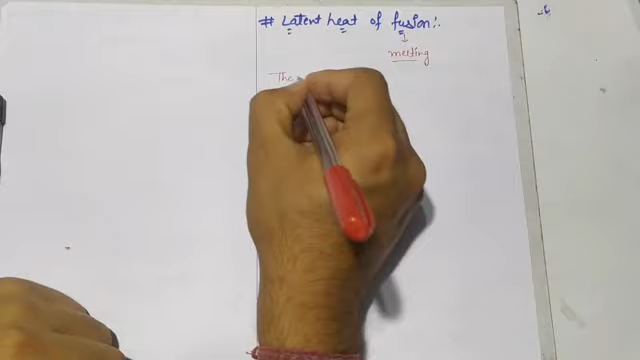 # Latent heat of fusion:.
melting
The